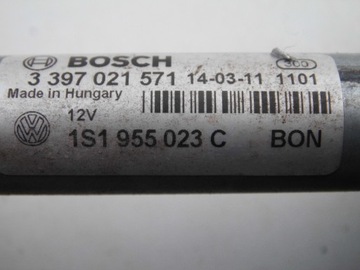 BOSCH
3 397 021 571 14-03-11 1101
Made in Hungary
12V
1S1 955 023 C BON